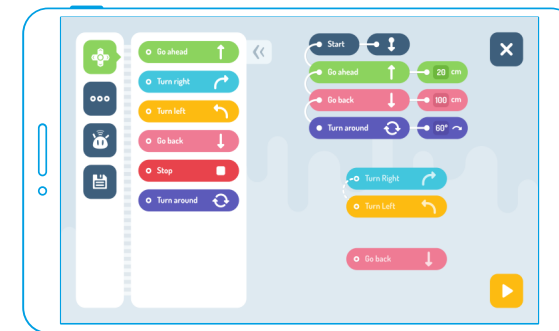 Go ahead
Turn right
Turn left
Go back
Stop
Turn around
Start
Go ahead 20 cm
Go back 100 cm
Turn around 60°
Turn Right
Turn Left
Go back